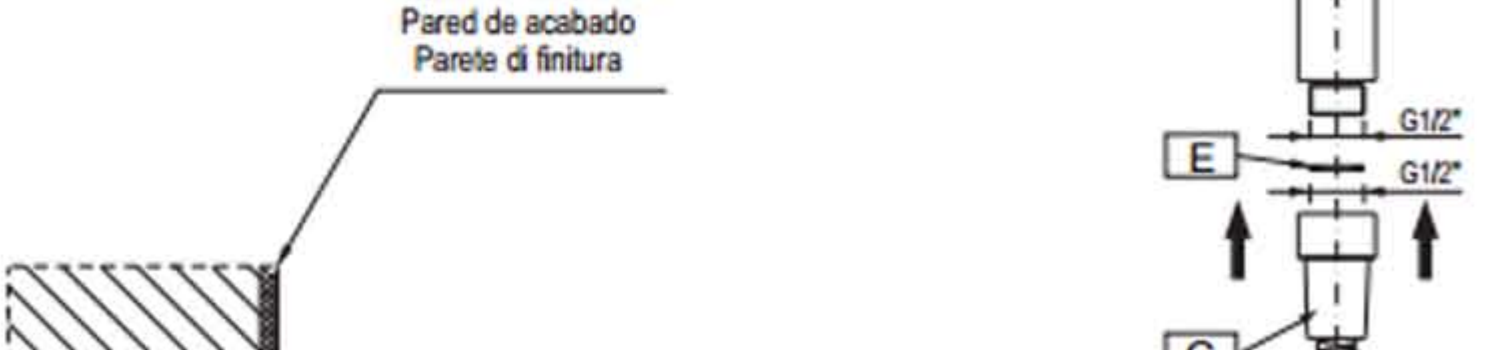 Pared de acabado
Parete di finitura
G1/2"
E
G1/2"